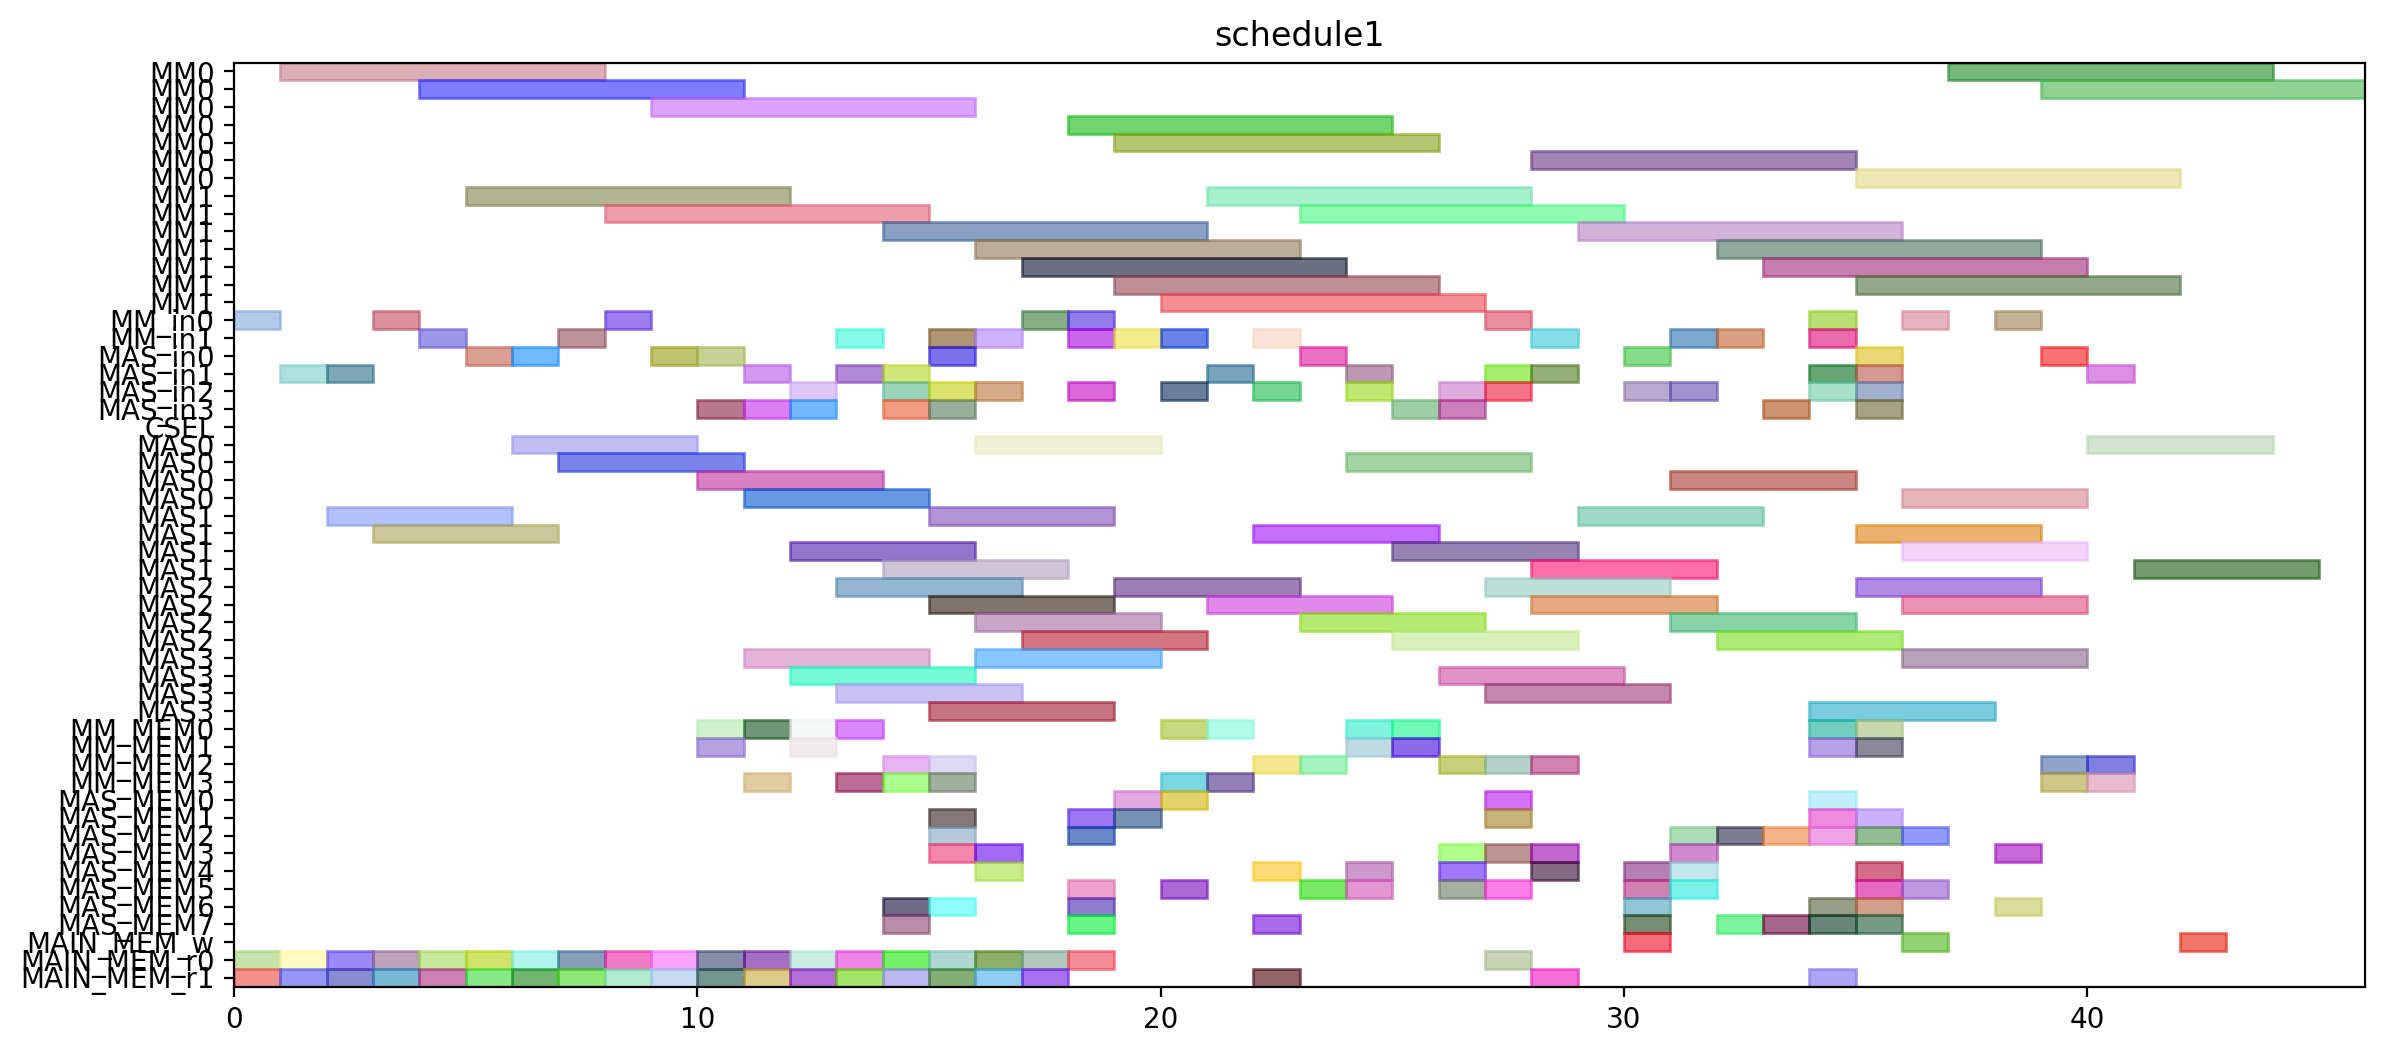 schedule1
MM0
MM0
MM0
MM0
MM0
MM0
MM0
MM1
MM1
MM1
MM1
MM1
MM1
MM1
MM_in0
MM_in1
MAS_in0
MAS_in1
MAS_in2
MAS_in3
CSEL
MAS0
MAS0
MAS0
MAS0
MAS1
MAS1
MAS1
MAS1
MAS2
MAS2
MAS2
MAS2
MAS3
MAS3
MAS3
MAS3
MM_MEM0
MM_MEM1
MM_MEM2
MM_MEM3
MAS_MEM0
MAS_MEM1
MAS_MEM2
MAS_MEM3
MAS_MEM4
MAS_MEM5
MAS_MEM6
MAS_MEM7
MAIN_MEM_w
MAIN_MEM_r0
MAIN_MEM_r1
0 10 20 30 40